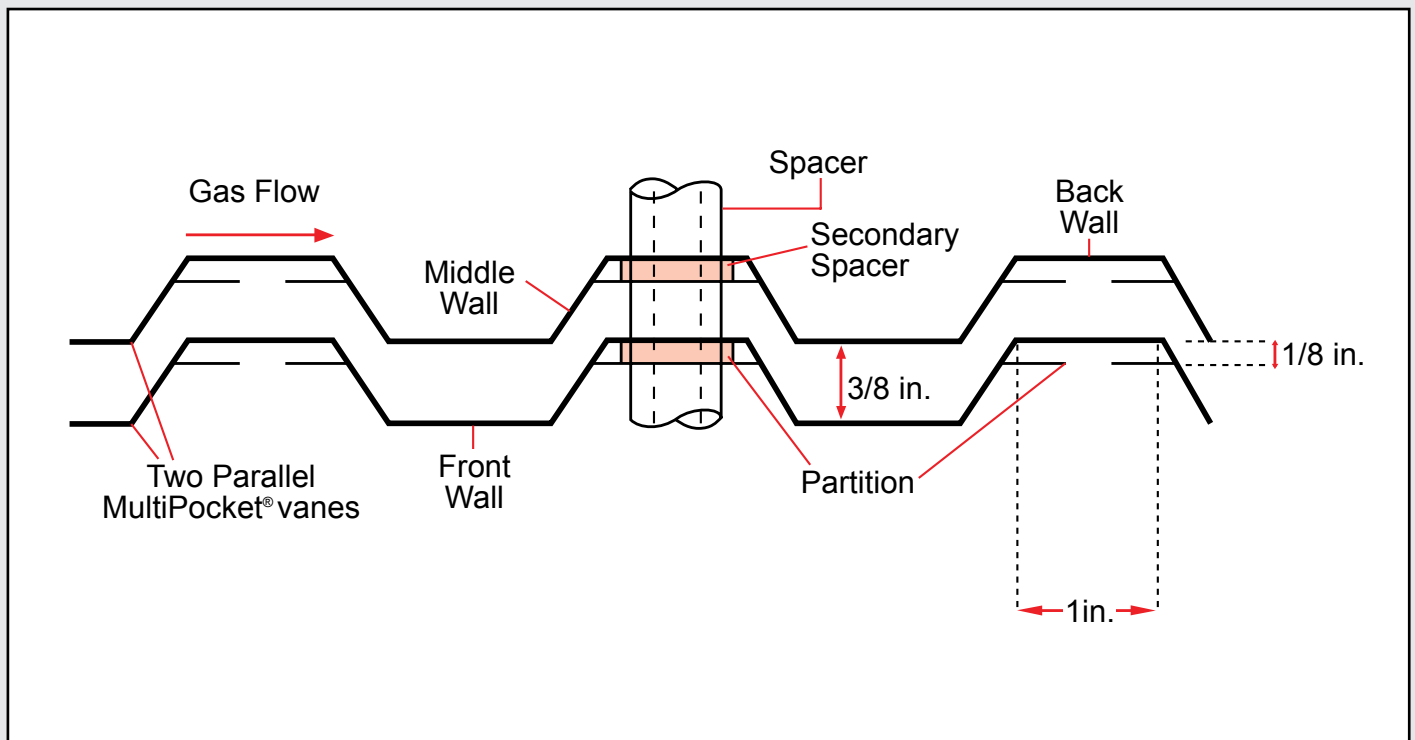 Spacer
Gas Flow
Back
Wall
Secondary
Spacer
Middle
Wall
1/8 in.
3/8 in.
Front
Wall
Two Parallel
MultiPocket® vanes
Partition
1in.